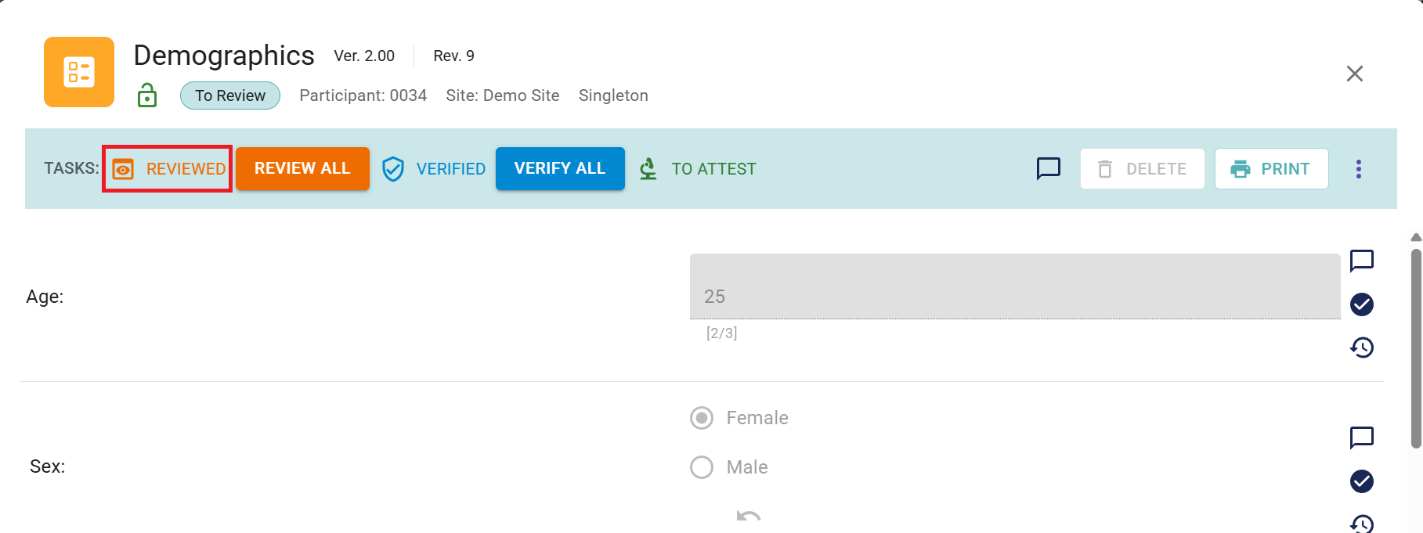 Demographics Ver. 2.00 Rev. 9
To Review Participant: 0034 Site: Demo Site Singleton
TASKS: REVIEWED REVIEW ALL VERIFIED VERIFY ALL TO ATTEST DELETE PRINT
Age:
25
[2/3]
Female
Sex:
Male